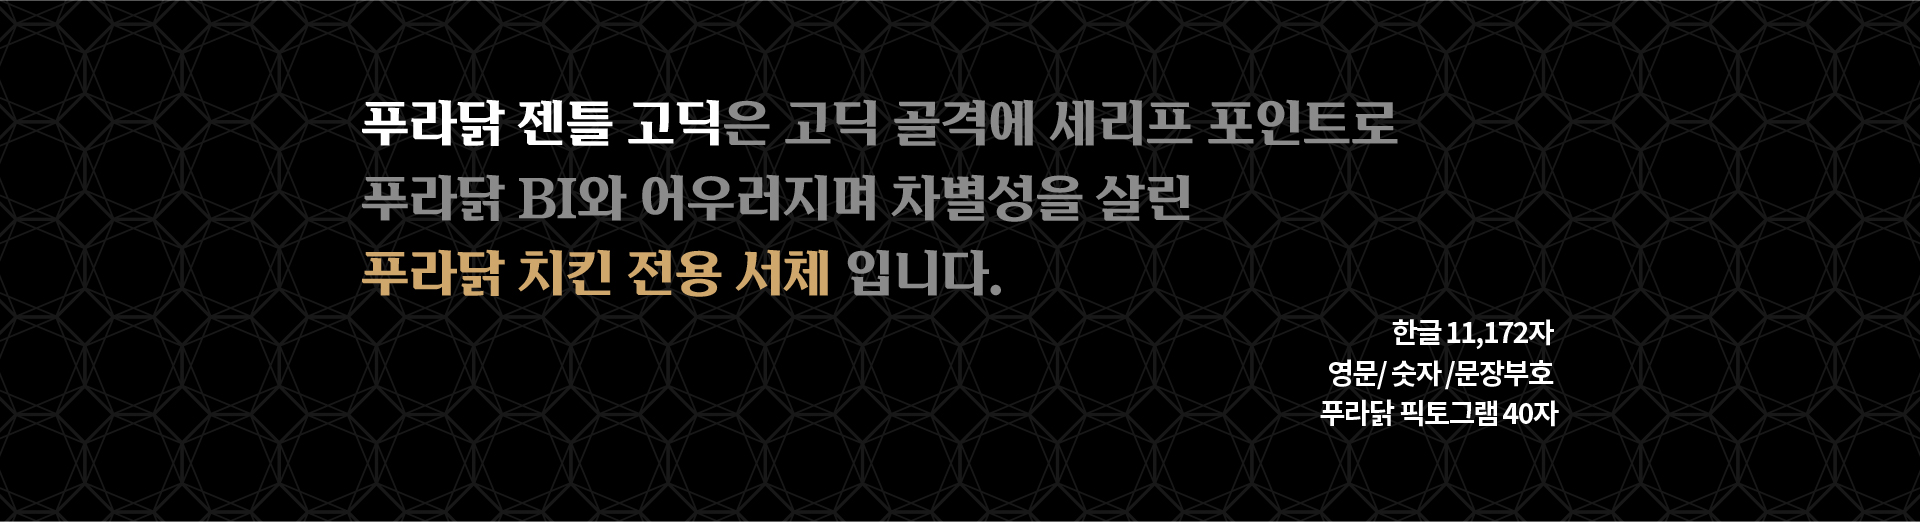 푸라닭 젠틀 고딕은 고딕 골격에 세리프 포인트로
푸라닭 BI와 어우러지며 차별성을 살린
푸라닭 치킨 전용 서체 입니다.
한글 11,172자
영문/ 숫자 /문장부호
푸라닭 픽토그램 40자